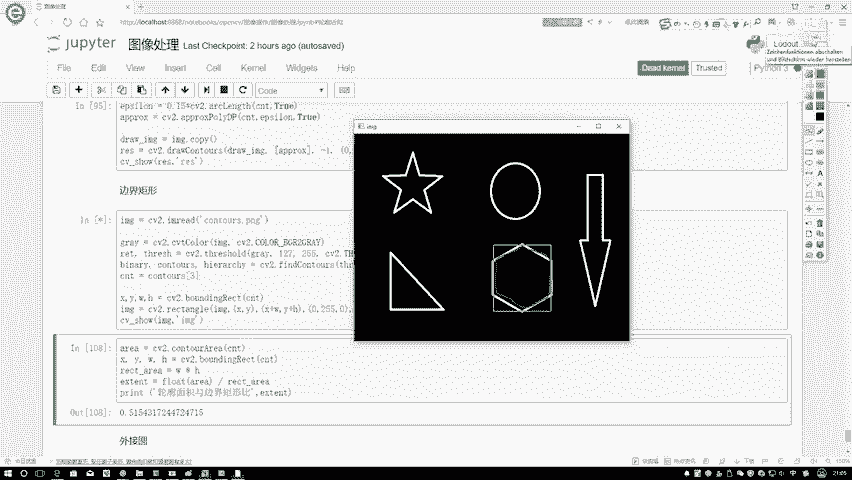 图像处理
https://localhost:8888/notebooks/opencv/图像操作/图像处理.ipynb#轮廓近似
jupyter 图像处理 Last Checkpoint: 2 hours ago (autosaved)
Logout
File Edit View Insert Cell Kernel Widgets Help
Dead kernel Trusted Python 3
Code
In [95]:
epsilon = 0.15*cv2.arcLength(cnt,True)
approx = cv2.approxPolyDP(cnt,epsilon,True)
draw_img = img.copy()
res = cv2.drawContours(draw_img, [approx], -1, (0,
cv_show(res,'res')
边界矩形
In [*]:
img = cv2.imread('contours.png')
gray = cv2.cvtColor(img, cv2.COLOR_BGR2GRAY)
ret, thresh = cv2.threshold(gray, 127, 255, cv2.TH
binary, contours, hierarchy = cv2.findContours(thr
cnt = contours[3]
x,y,w,h = cv2.boundingRect(cnt)
img = cv2.rectangle(img,(x,y),(x+w,y+h),(0,255,0),
cv_show(img,'img')
img
In [108]:
area = cv2.contourArea(cnt)
x, y, w, h = cv2.boundingRect(cnt)
rect_area = w * h
extent = float(area) / rect_area
print ('轮廓面积与边界矩形比',extent)
Out[108]: 0.5154317244724715
外接圆
21:05